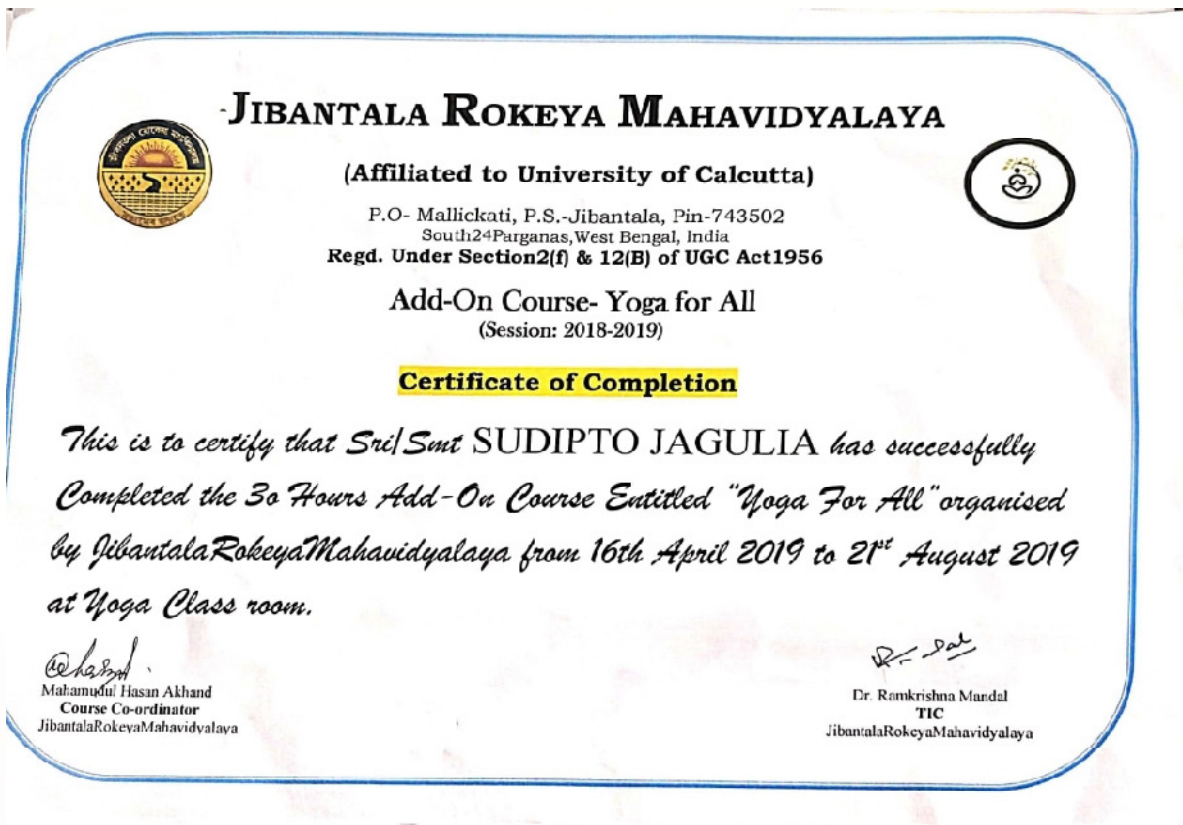 JIBANTALA ROKEYA MAHAVIDYALAYA
(Affiliated to University of Calcutta)
P.O- Mallickati, P.S.-Jibantala, Pin-743502
South24Parganas,West Bengal, India
Regd. Under Section2(f) & 12(B) of UGC Act1956
Add-On Course- Yoga for All
(Session: 2018-2019)
Certificate of Completion
This is to certify that Sri/Smt SUDIPTO JAGULIA has successfully
Completed the 30 Hours Add-On Course Entitled "Yoga For All"organised
by JibantalaRokeyaMahavidyalaya from 16th April 2019 to 21st August 2019
at Yoga Class room.
Mahamudul Hasan Akhand
Course Co-ordinator
JibantalaRokeyaMahavidyalaya
Dr. Ramkrishna Mandal
TIC
JibantalaRokeyaMahavidyalaya